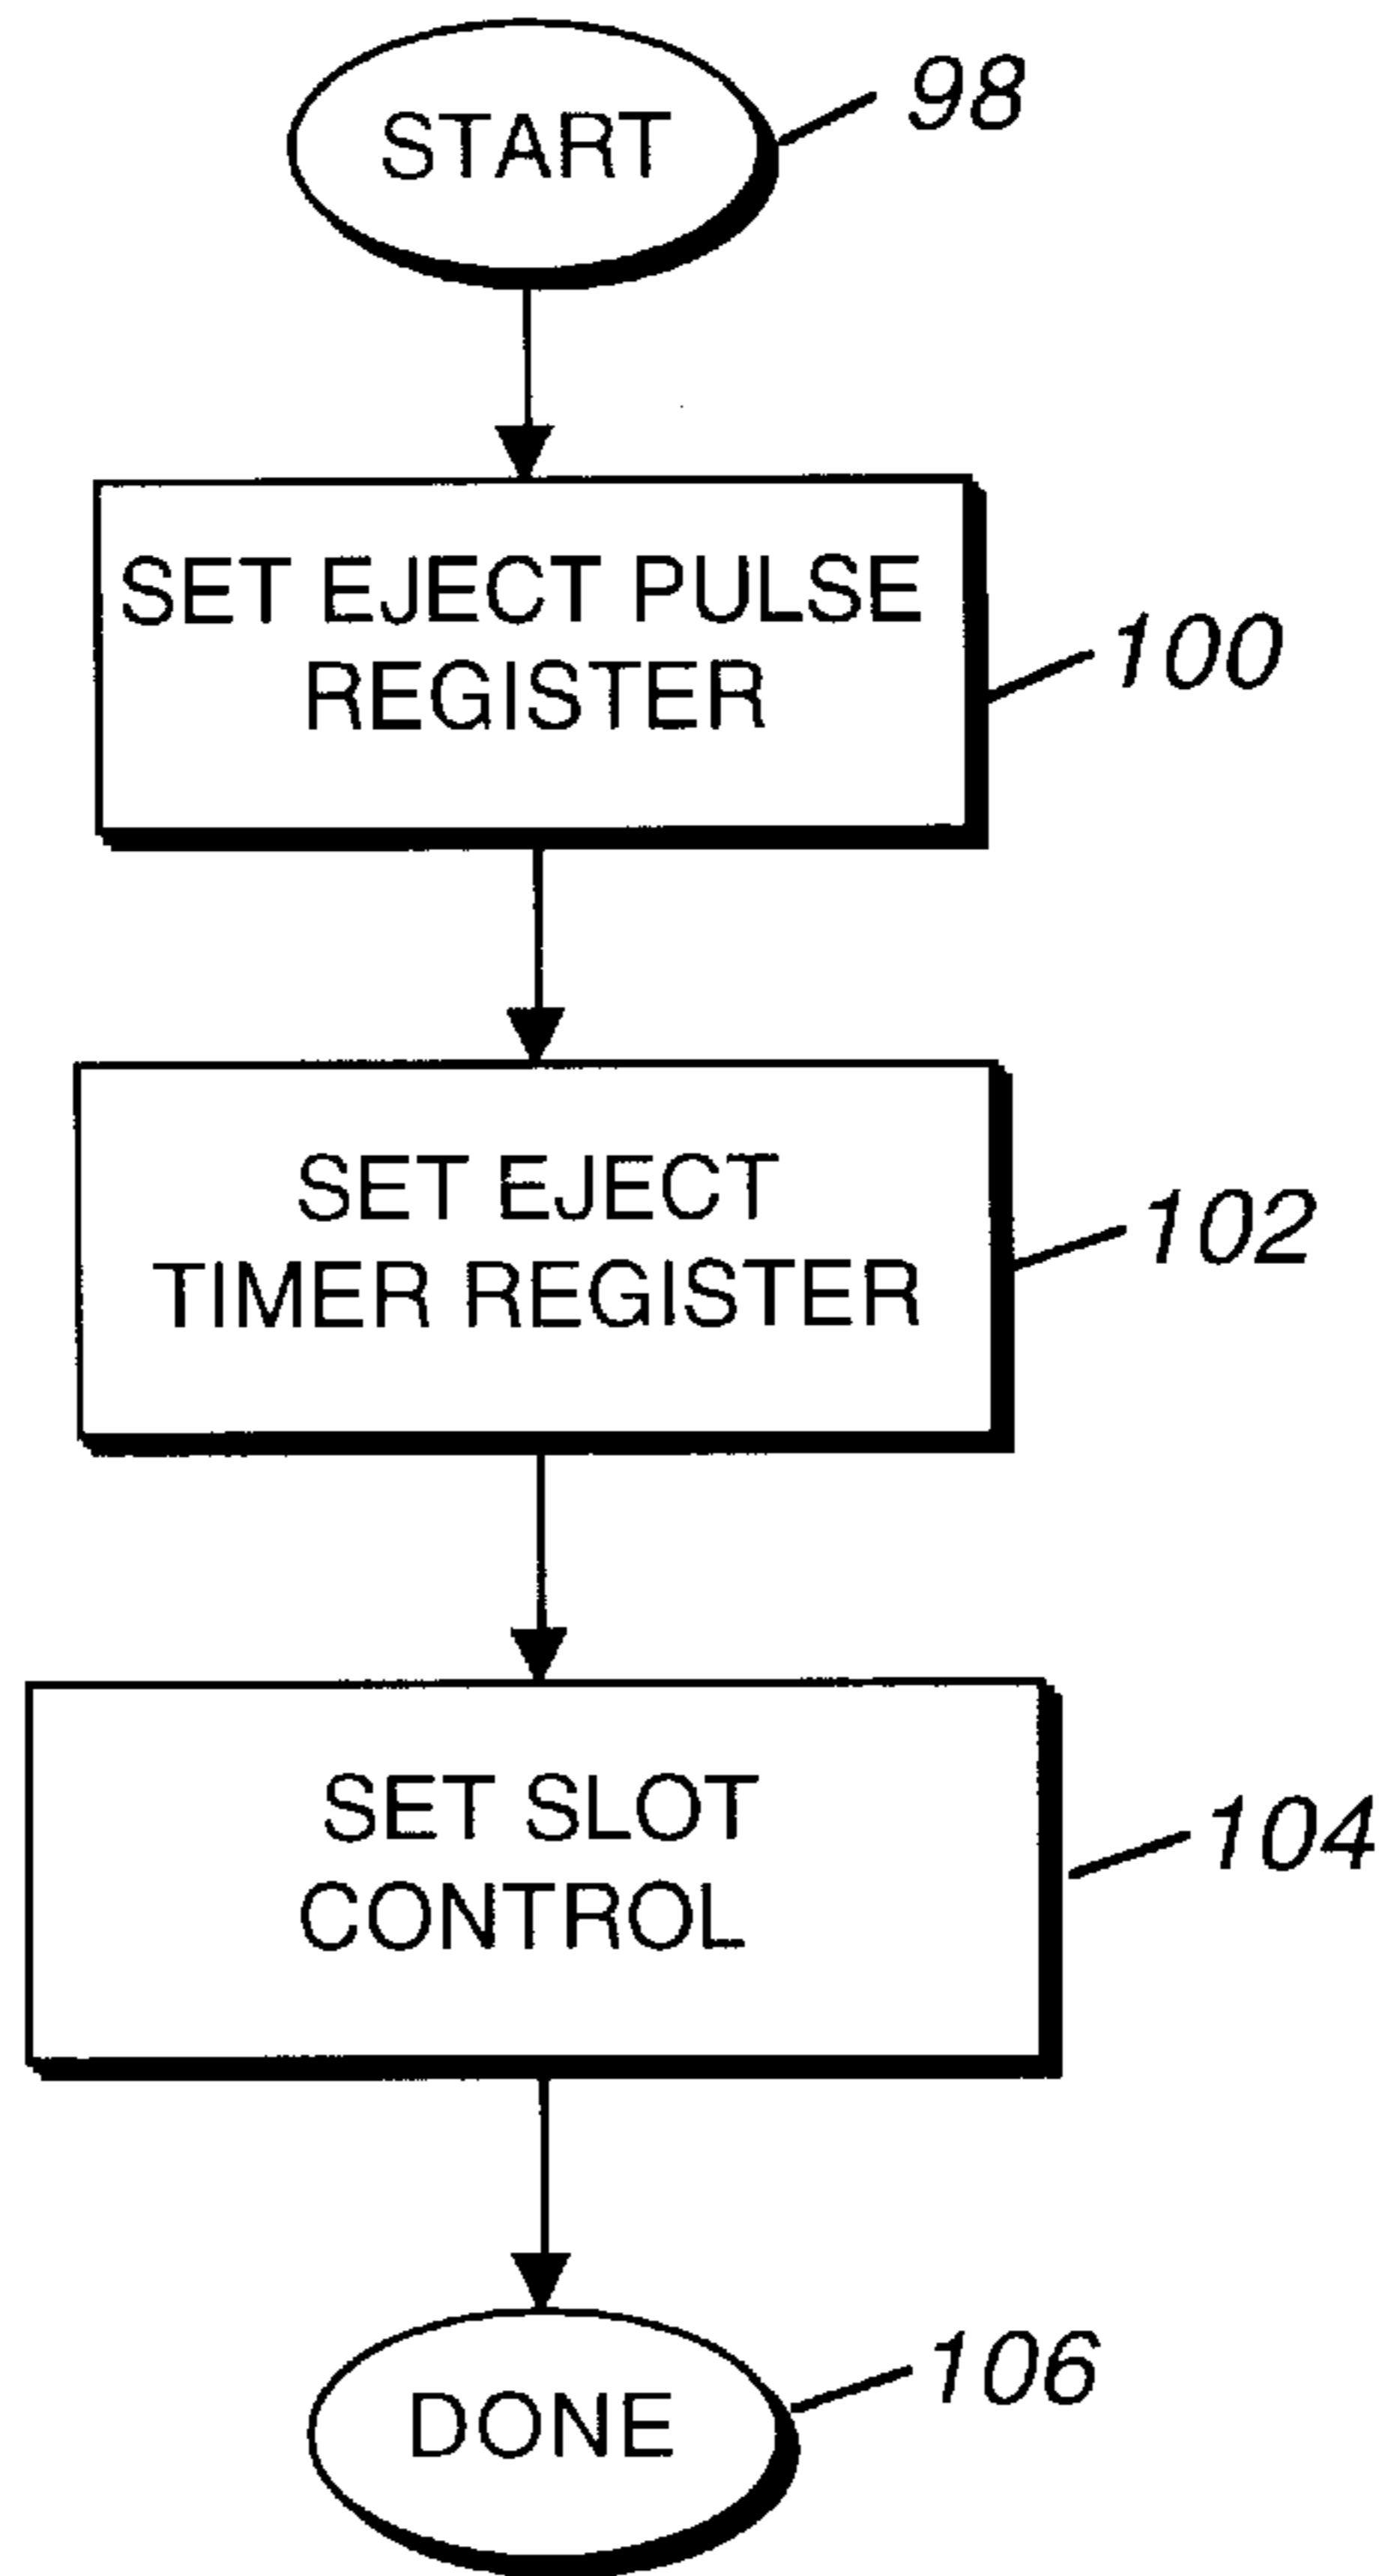 START
98
SET EJECT PULSE
REGISTER
100
SET EJECT
TIMER REGISTER
102
SET SLOT
CONTROL
104
DONE
106